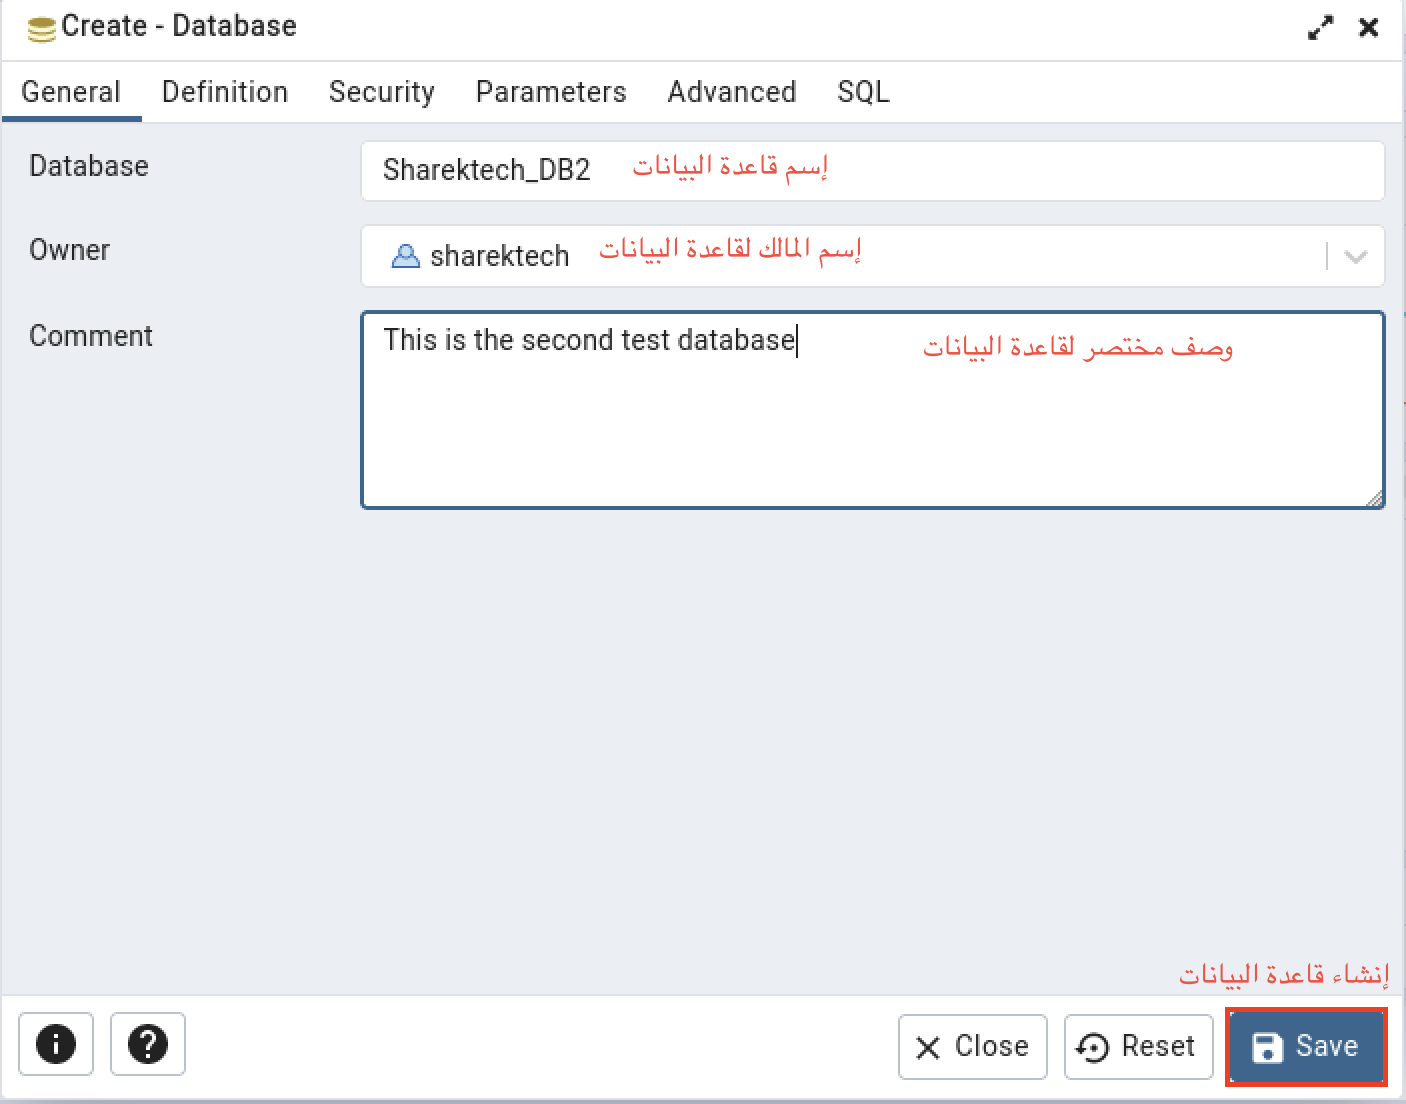 Create - Database
General Definition Security Parameters Advanced SQL
Database Sharektech_DB2 إسم قاعدة البيانات
Owner sharektech إسم المالك لقاعدة البيانات
Comment This is the second test database وصف مختصر لقاعدة البيانات
إنشاء قاعدة البيانات
Close Reset Save